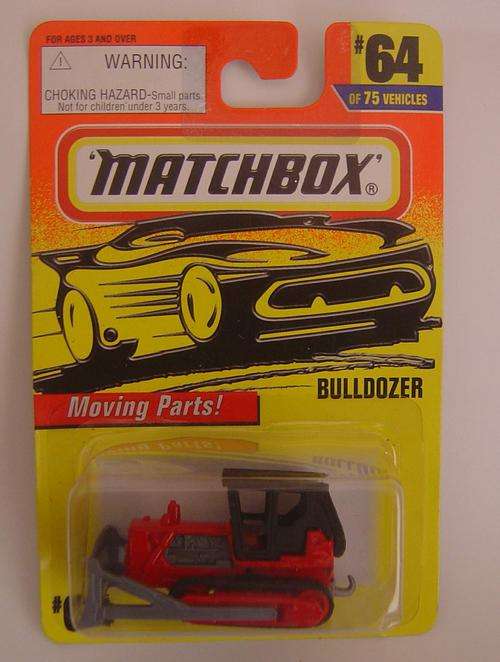 FOR AGES 3 AND OVER
WARNING:
CHOKING HAZARD-Small parts.
Not for children under 3 years.
#64
OF 75 VEHICLES
'MATCHBOX'®
BULLDOZER
Moving Parts!
#